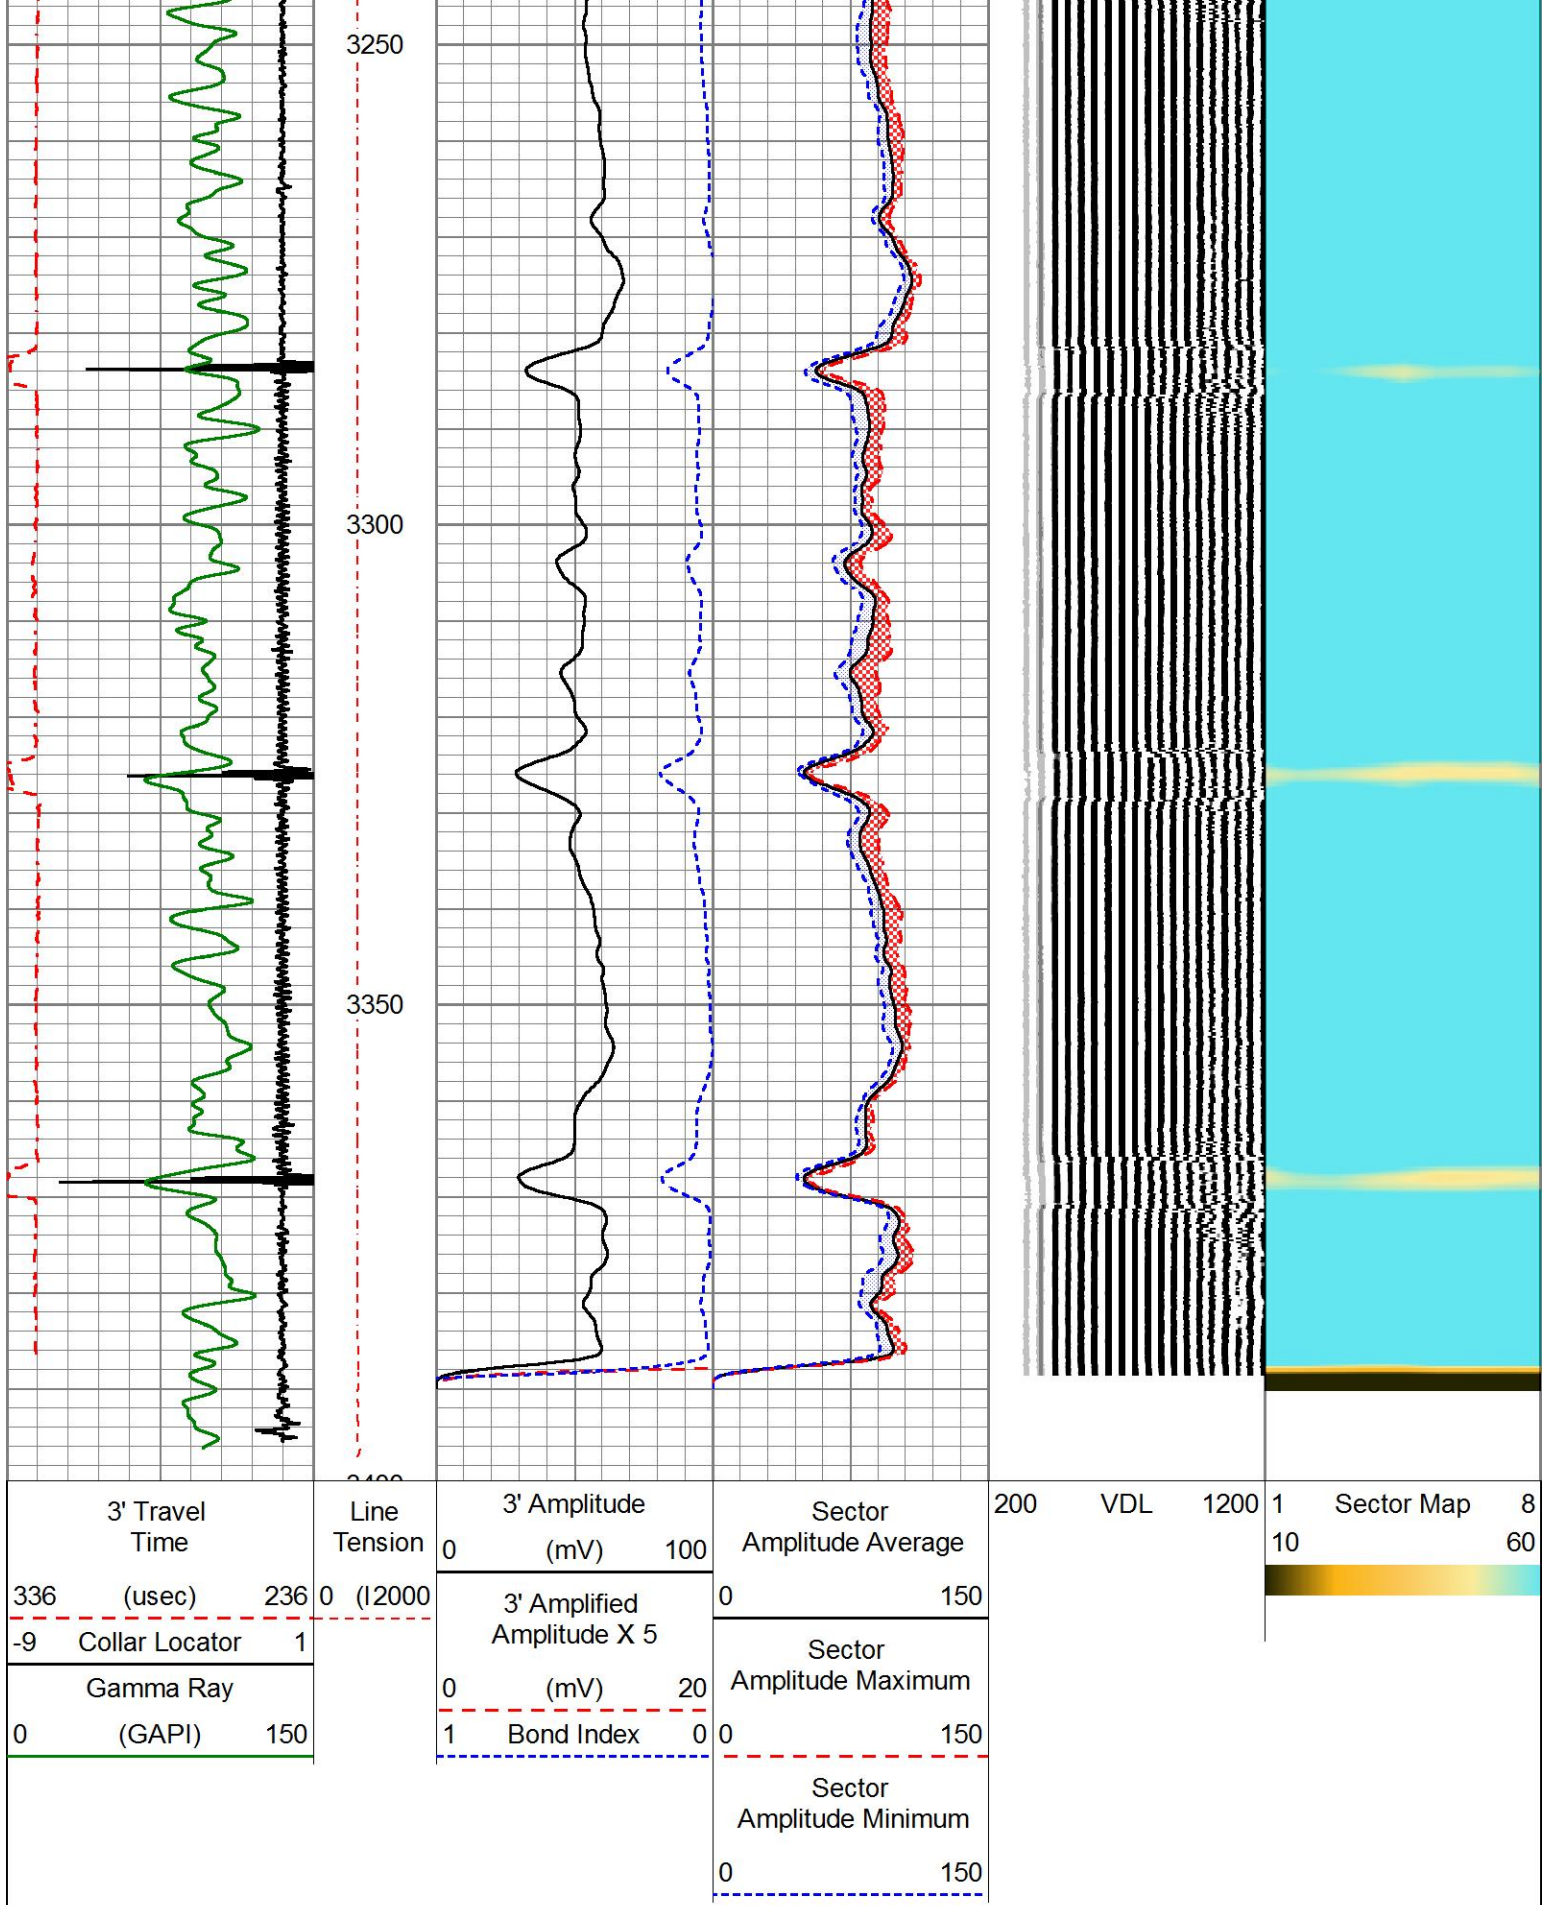 3250
3300
3350
3' Travel
Time
336 (usec) 236
-9 Collar Locator 1
Gamma Ray
0 (GAPI) 150
Line
Tension
0 (l2000
3' Amplitude
0 (mV) 100
3' Amplified
Amplitude X 5
0 (mV) 20
1 Bond Index 0
Sector
Amplitude Average
0 150
Sector
Amplitude Maximum
0 150
Sector
Amplitude Minimum
0 150
200 VDL 1200
1 Sector Map 8
10 60